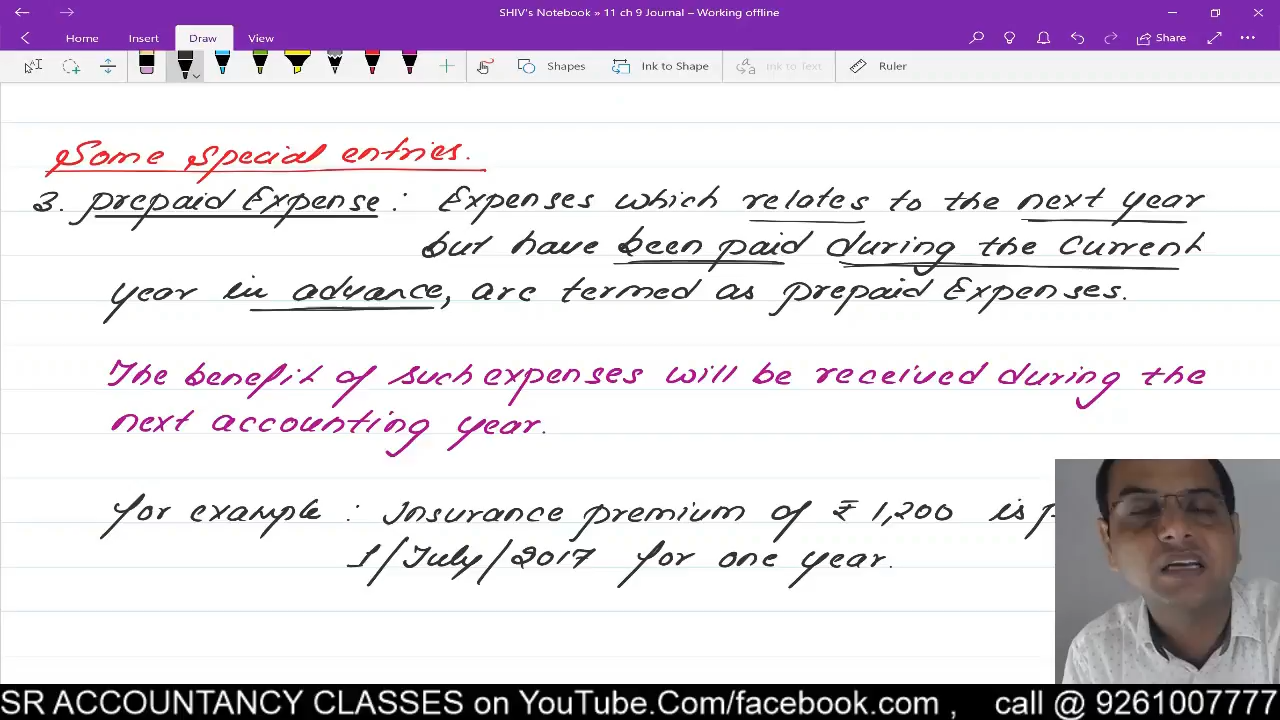 SHIV's Notebook » 11 ch 9 Journal – Working offline
Home Insert Draw View
Share
Shapes Ink to Shape Ink to Text Ruler
Some special entries.
3. prepaid Expense : Expenses which relates to the next year
but have been paid during the current
year in advance, are termed as prepaid Expenses.
The benefit of such expenses will be received during the
next accounting year.
for example : Insurance premium of ₹ 1,200 is
1/July/2017 for one year.
SR ACCOUNTANCY CLASSES on YouTube.Com/facebook.com , call @ 9261007777